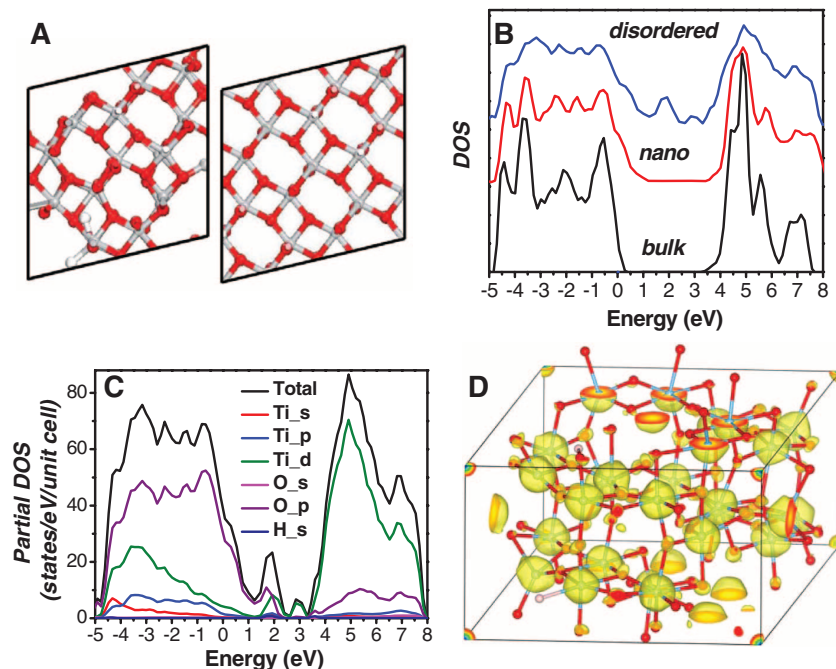 A
B
disordered
nano
bulk
DOS
-5 -4 -3 -2 -1 0 1 2 3 4 5 6 7 8
Energy (eV)
C
Total
Ti_s
Ti_p
Ti_d
O_s
O_p
H_s
80
60
40
20
0
Partial DOS
(states/eV/unit cell)
-5 -4 -3 -2 -1 0 1 2 3 4 5 6 7 8
Energy (eV)
D